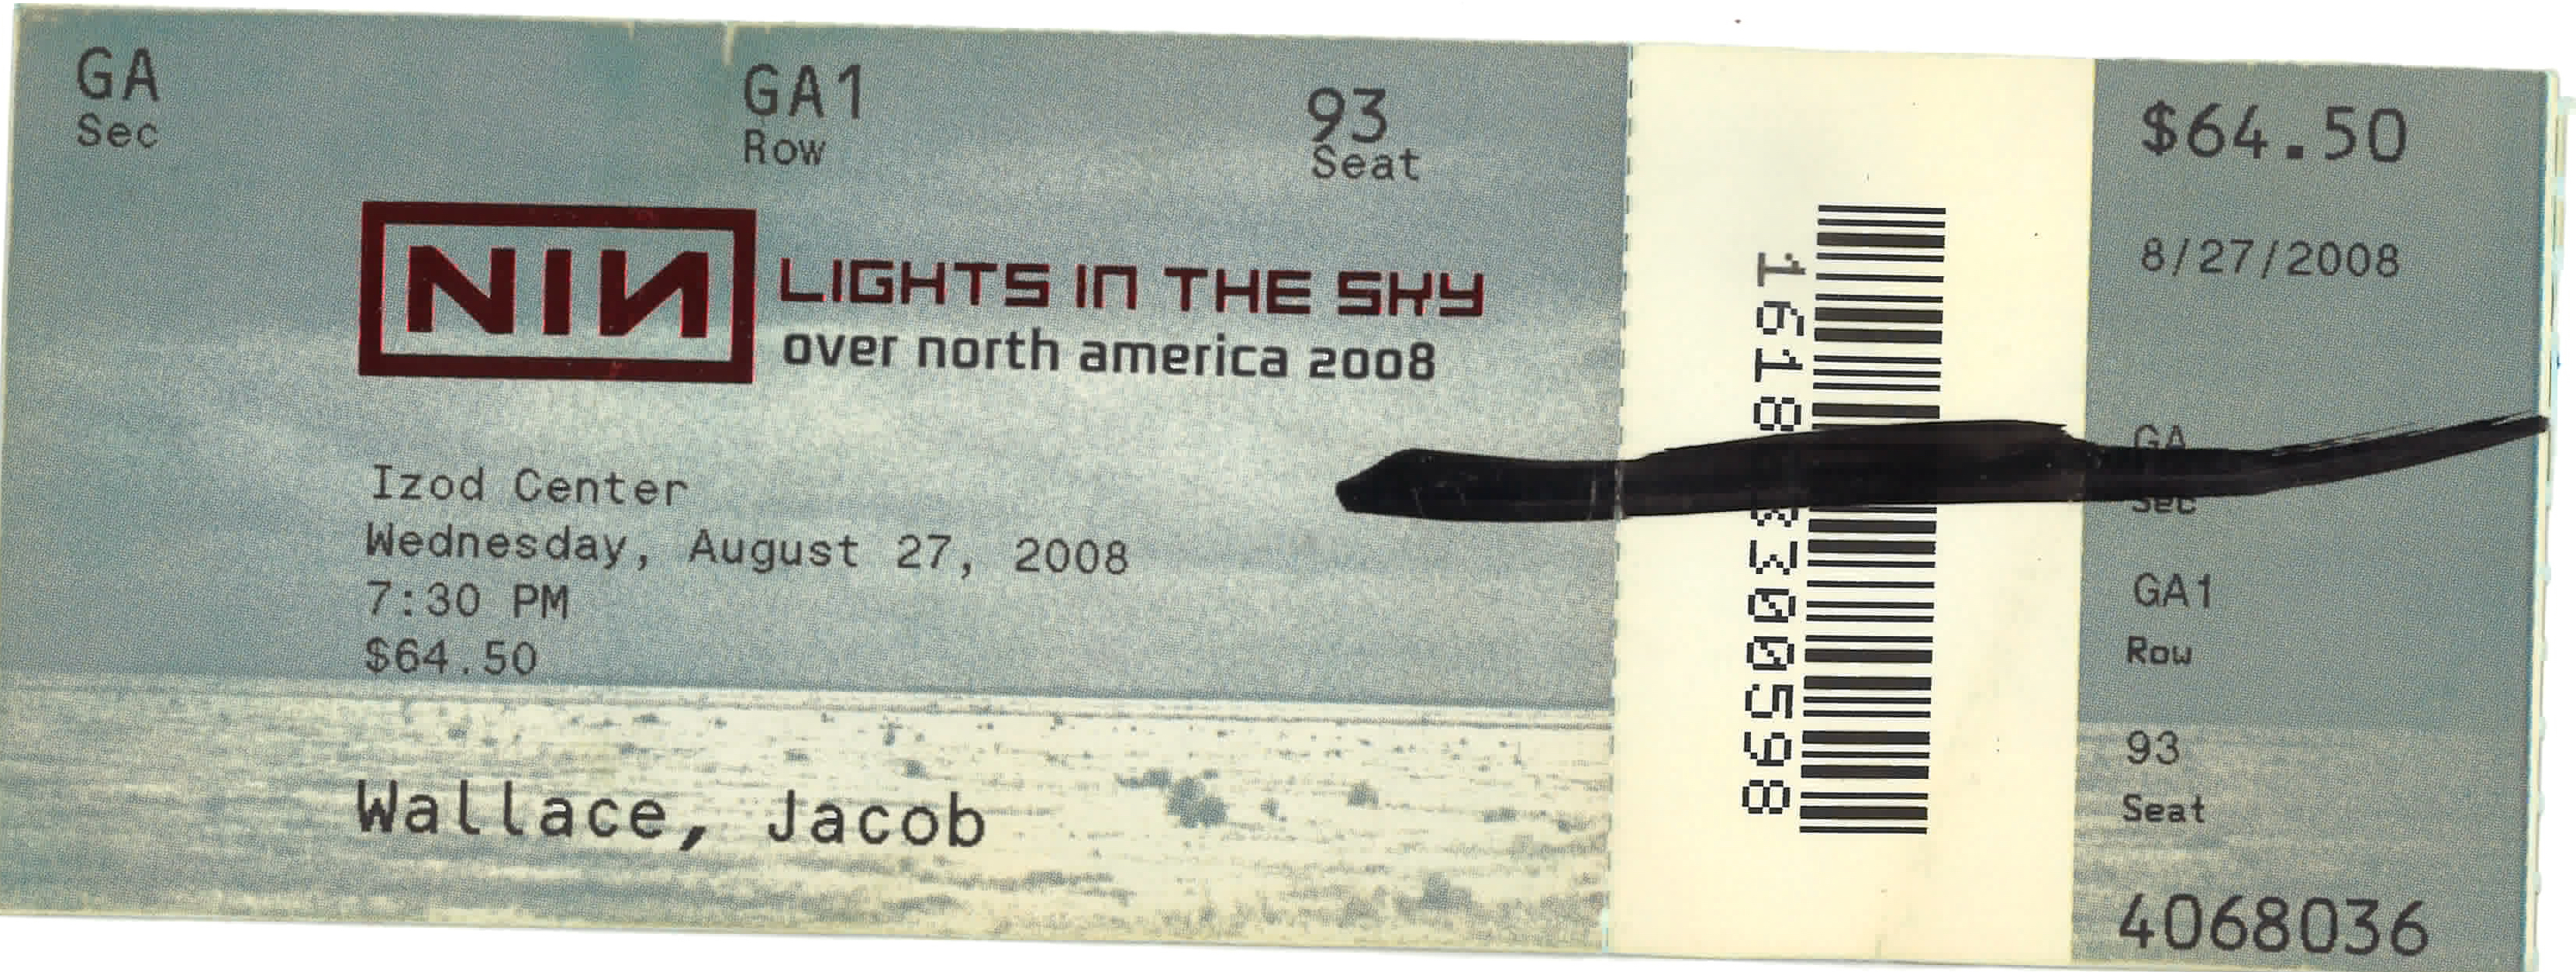 GA
Sec
GA1
Row
93
Seat
NIN
LIGHTS IN THE SKY
over north america 2008
Izod Center
Wednesday, August 27, 2008
7:30 PM
$64.50
Wallace, Jacob
$64.50
8/27/2008
GA
Sec
GA1
Row
93
Seat
4068036